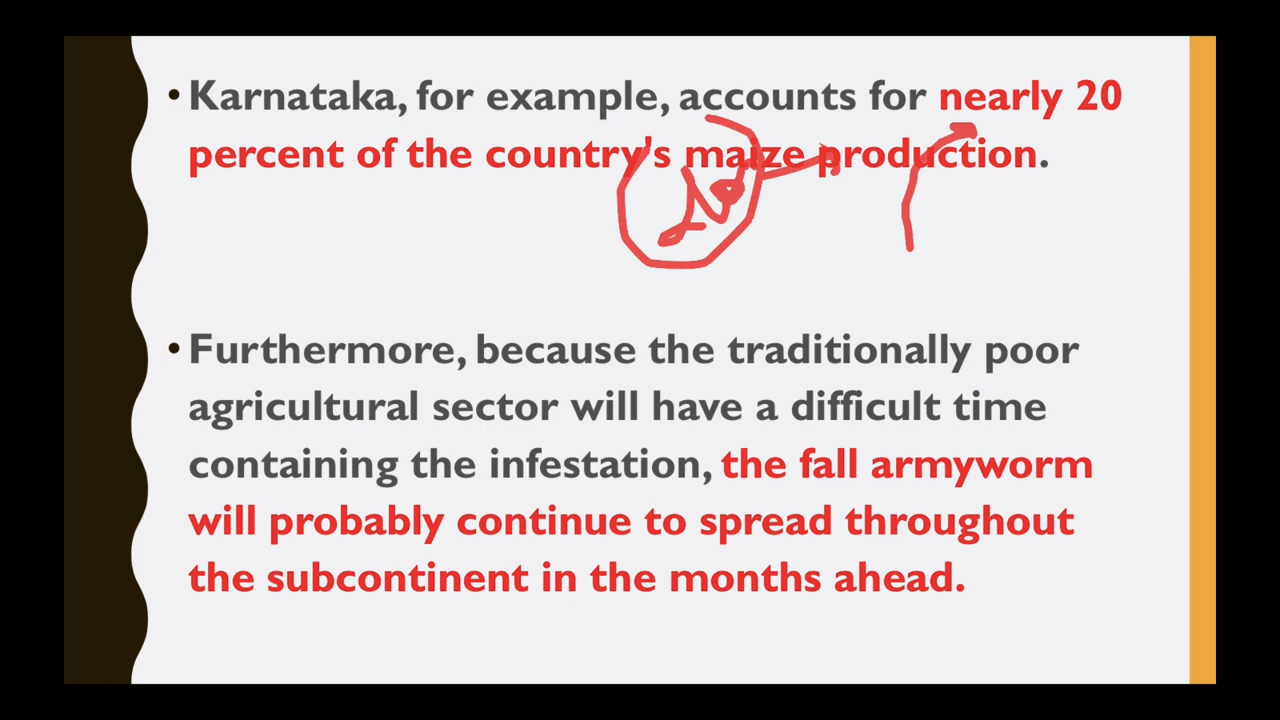 • Karnataka, for example, accounts for nearly 20
percent of the country's maize production.
• Furthermore, because the traditionally poor
agricultural sector will have a difficult time
containing the infestation, the fall armyworm
will probably continue to spread throughout
the subcontinent in the months ahead.